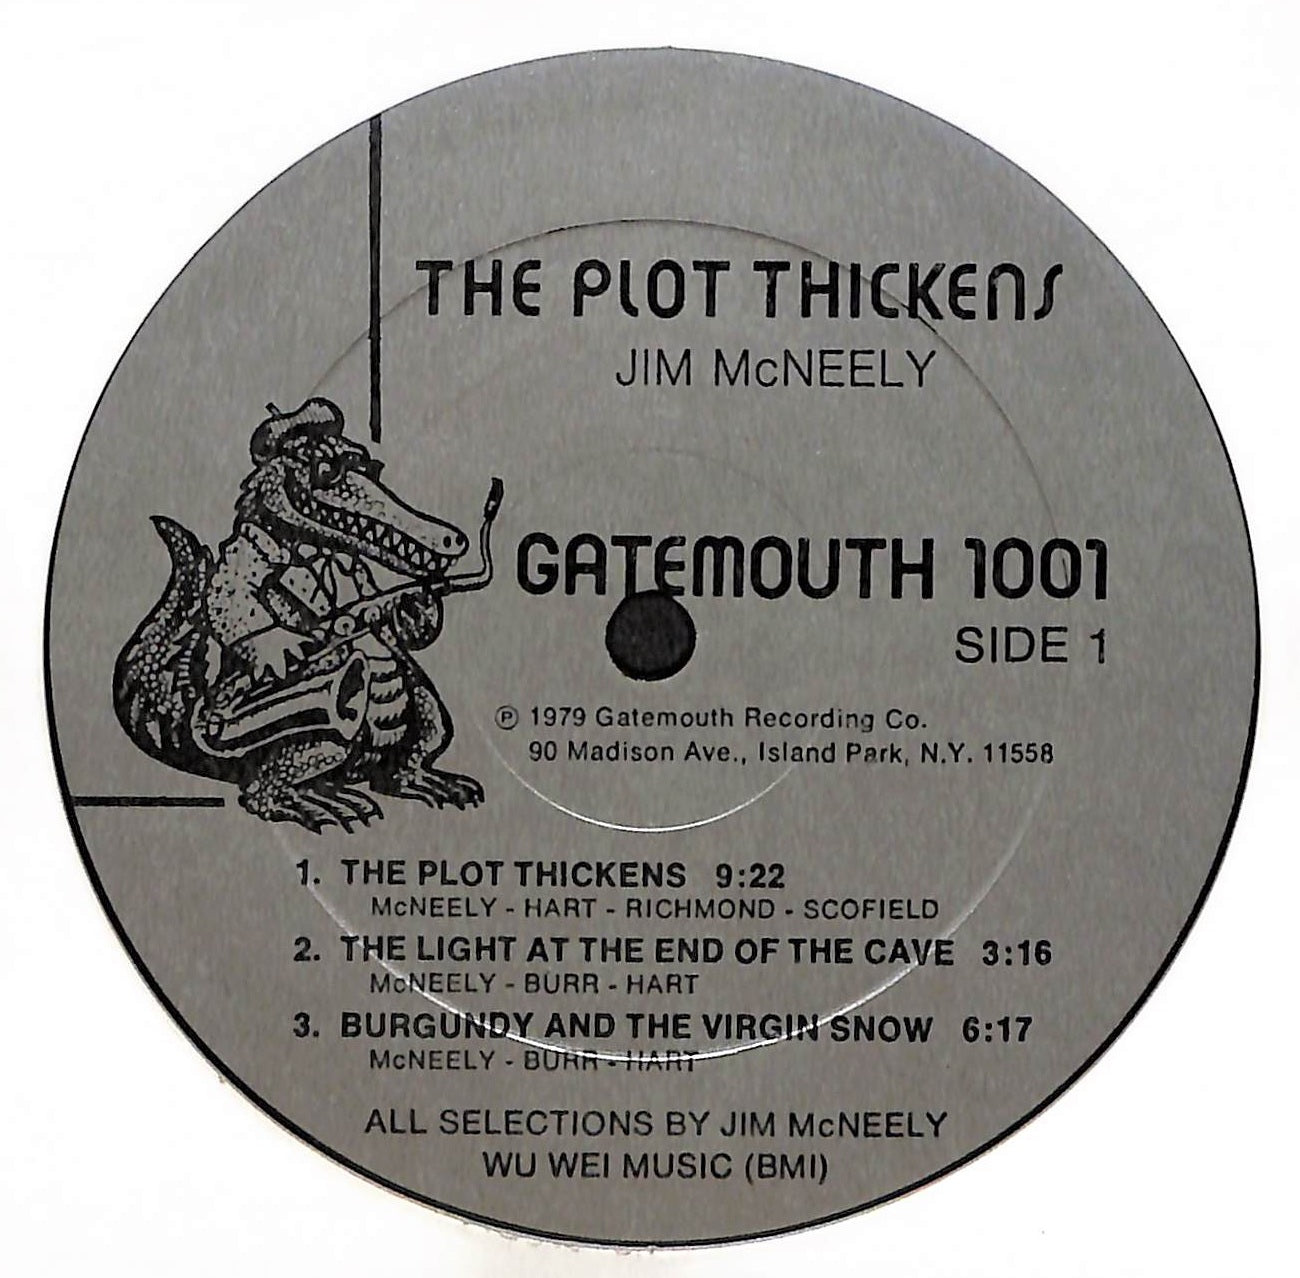 THE PLOT THICKENS
JIM McNEELY
GATEMOUTH 1001
SIDE 1
Ⓟ 1979 Gatemouth Recording Co.
90 Madison Ave., Island Park, N.Y. 11558
1. THE PLOT THICKENS 9:22
McNEELY - HART - RICHMOND - SCOFIELD
2. THE LIGHT AT THE END OF THE CAVE 3:16
McNEELY - BURR - HART
3. BURGUNDY AND THE VIRGIN SNOW 6:17
McNEELY - BURR - HART
ALL SELECTIONS BY JIM McNEELY
WU WEI MUSIC (BMI)